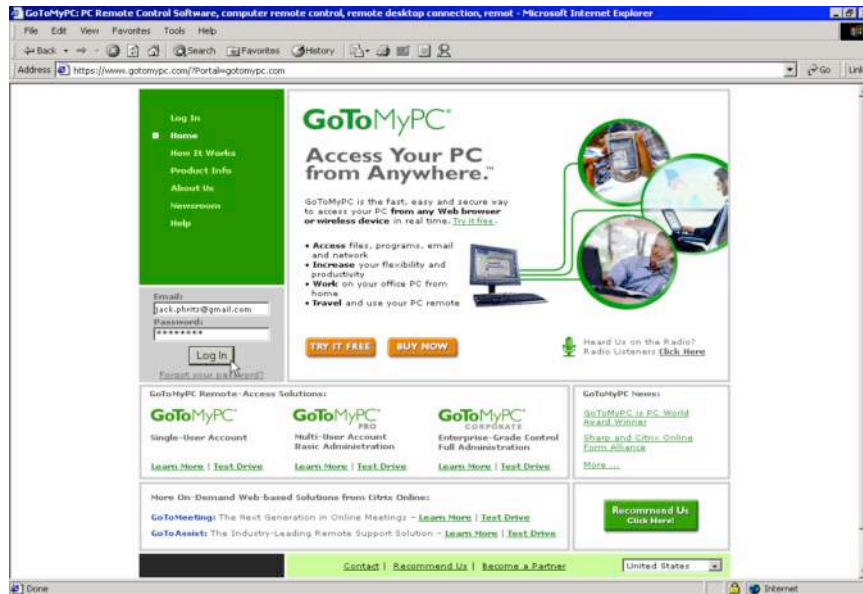 GoToMyPC: PC Remote Control Software, computer remote control, remote desktop connection, remot - Microsoft Internet Explorer
File Edit View Favorites Tools Help
Back Search Favorites History
Address https://www.gotomypc.com/?Portal=gotomypc.com Go
Log In
Home
How It Works
Product Info
About Us
Newsroom
Help
Email:
jack.phritz@gmail.com
Password:
********
Log In
Forgot your password?
GoToMyPC
Access Your PC
from Anywhere.™
GoToMyPC is the fast, easy and secure way
to access your PC from any Web browser
or wireless device in real time. Try it free.
• Access files, programs, email
and network
• Increase your flexibility and
productivity
• Work on your office PC from
home
• Travel and use your PC remote
TRY IT FREE BUY NOW
Heard Us on the Radio?
Radio Listeners Click Here
GoToMyPC Remote-Access Solutions:
GoToMyPC
Single-User Account
Learn More | Test Drive
GoToMyPC
PRO
Multi-User Account
Basic Administration
Learn More | Test Drive
GoToMyPC
CORPORATE
Enterprise-Grade Control
Full Administration
Learn More | Test Drive
GoToMyPC News:
GoToMyPC is PC World
Award Winner
Sharp and Citrix Online
Form Alliance
More ...
More On-Demand Web-based Solutions from Citrix Online:
GoToMeeting: The Next Generation in Online Meetings – Learn More | Test Drive
GoToAssist: The Industry-Leading Remote Support Solution – Learn More | Test Drive
Recommend Us
Click Here!
Contact | Recommend Us | Become a Partner
United States
Done
Internet